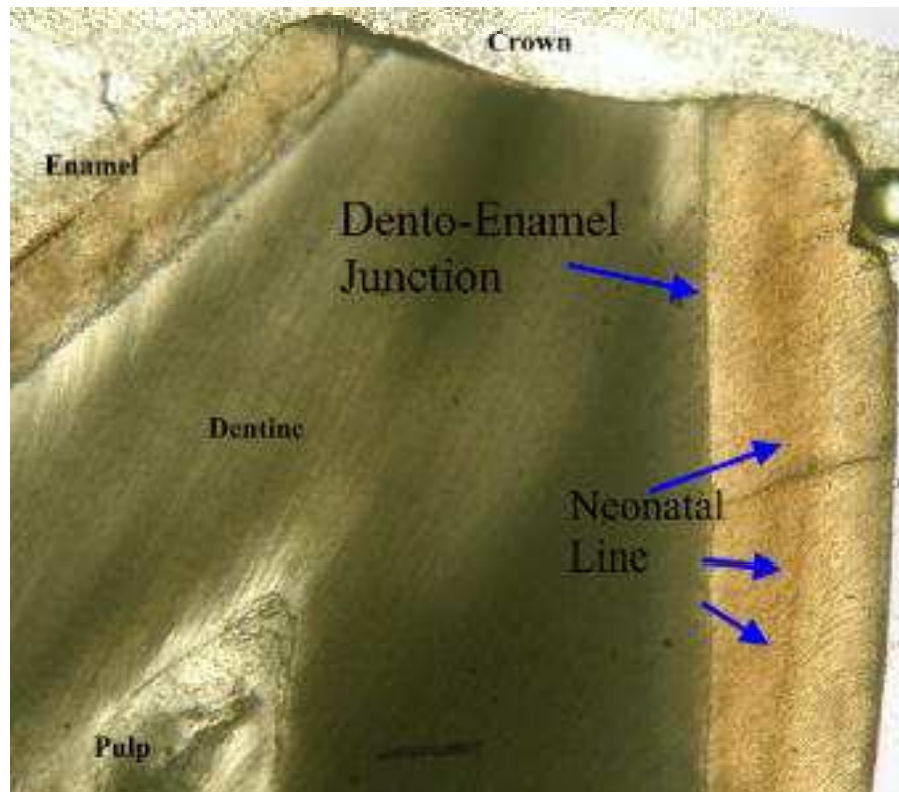 Crown
Enamel
Dento-Enamel
Junction
Dentine
Neonatal
Line
Pulp